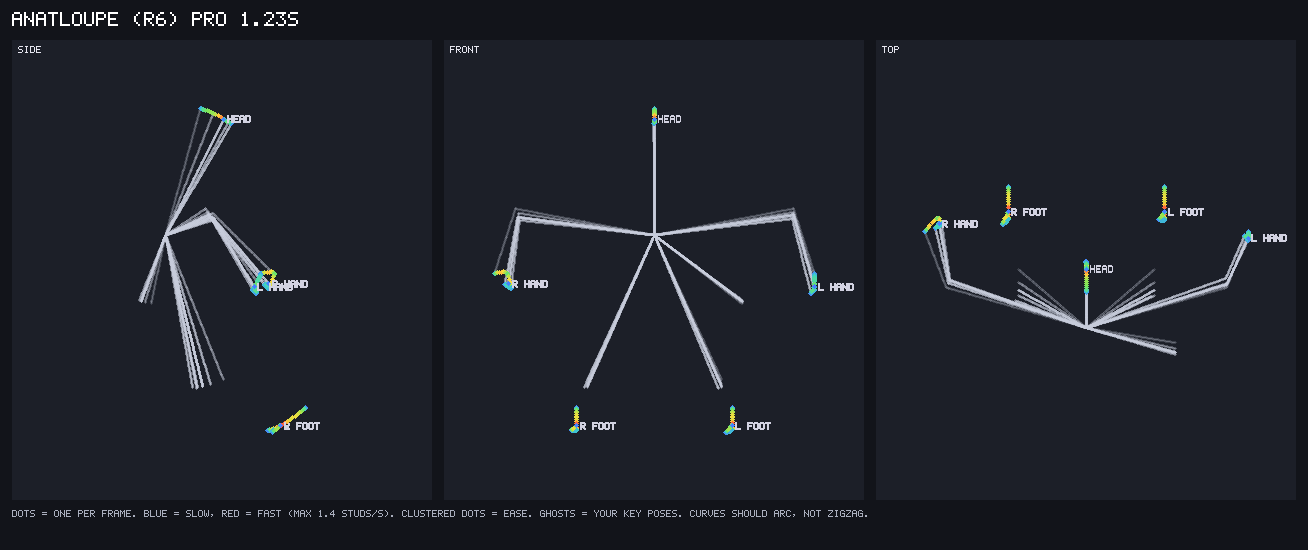 ANATLOUPE (R6) PRO 1.23S
SIDE
FRONT
TOP
HEAD
HEAD
R FOOT
L FOOT
R HAND
L HAND
HEAD
HAND
L
R HAND
L HAND
R FOOT
R FOOT
L FOOT
DOTS = ONE PER FRAME. BLUE = SLOW, RED = FAST (MAX 1.4 STUDS/S). CLUSTERED DOTS = EASE. GHOSTS = YOUR KEY POSES. CURVES SHOULD ARC, NOT ZIGZAG.